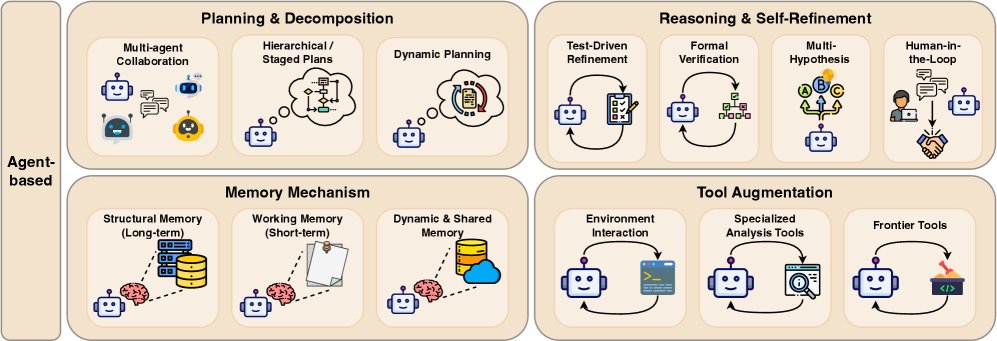 Agent-
based
Planning & Decomposition
Multi-agent
Collaboration
Hierarchical /
Staged Plans
Dynamic Planning
Reasoning & Self-Refinement
Test-Driven
Refinement
Formal
Verification
Multi-
Hypothesis
A B C
Human-in-
the-Loop
Memory Mechanism
Structural Memory
(Long-term)
Working Memory
(Short-term)
Dynamic & Shared
Memory
Tool Augmentation
Environment
Interaction
>_
Specialized
Analysis Tools
Frontier Tools
</>